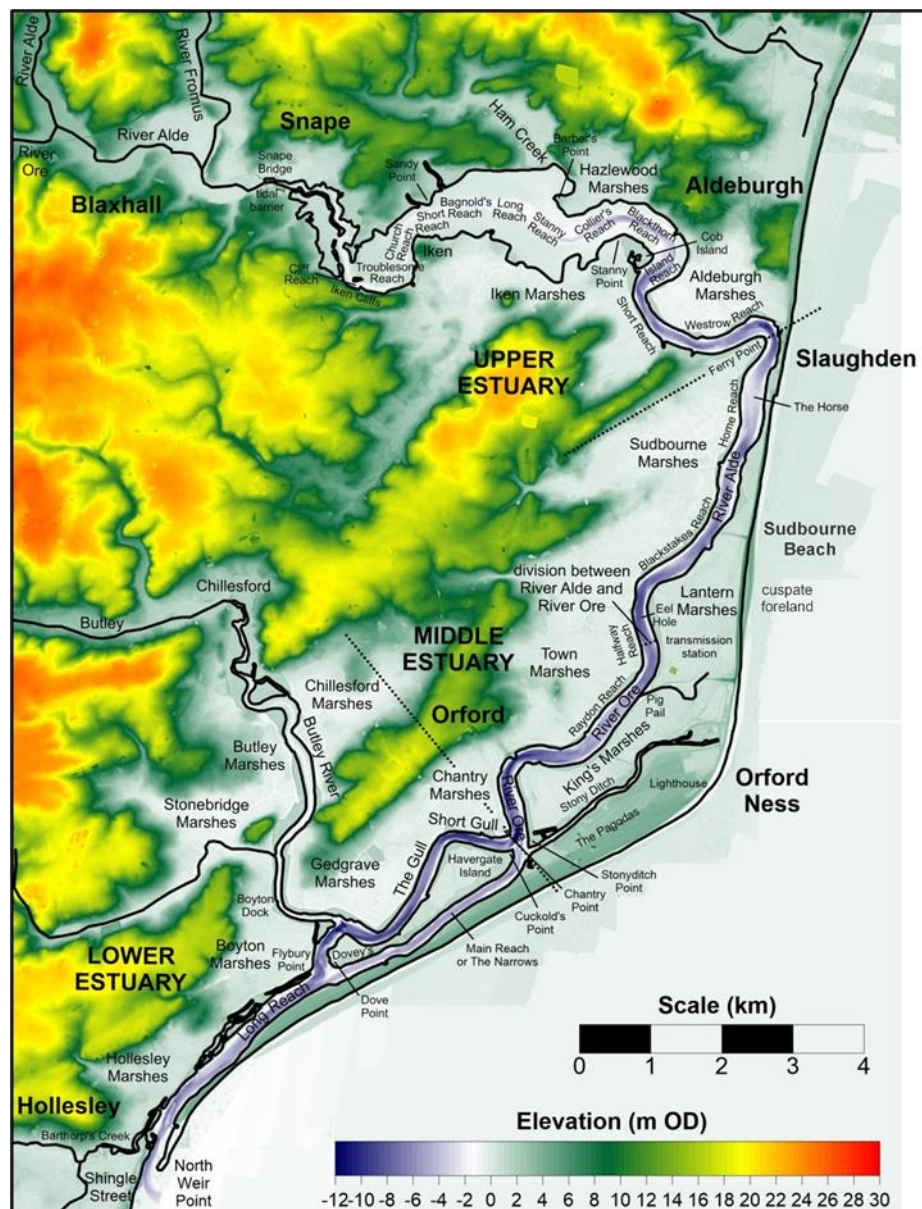 River Alde
River Fromus
River Alde
River
Ore
Snape
Snape
Bridge
tidal
barrier
Blaxhall
Ham Creek
Barber's
Point
Sandy
Point
Hazlewood
Marshes
Aldeburgh
Bagnold's
Reach
Short
Reach
Long
Reach
Stanny
Reach
Collier's
Reach
Blackthorn
Reach
Cob
Island
Church
Reach
Iken
Troublesome
Reach
Cliff
Reach
Iken Cliffs
Stanny
Point
Island
Reach
Aldeburgh
Marshes
Iken Marshes
Short Reach
Westrow Reach
UPPER
ESTUARY
Ferry Point
Slaughden
The Horse
Home Reach
Sudbourne
Marshes
River Alde
Blackstakes Reach
Sudbourne
Beach
division between
River Alde and
River Ore
Lantern
Marshes
cuspate
foreland
Chillesford
Butley
Eel
Hole
Halfway
Reach
transmission
station
MIDDLE
ESTUARY
Town
Marshes
Chillesford
Marshes
Orford
Raydon Reach
River Ore
Pig
Pail
Butley River
Butley
Marshes
King's Marshes
Chantry
Marshes
River Ore
Stony Ditch
Lighthouse
Orford
Ness
Stonebridge
Marshes
Short Gull
The Pagodas
Gedgrave
Marshes
The Gull
Havergate
Island
Stonyditch
Point
Chantry
Point
Cuckold's
Point
Boyton
Dock
LOWER
ESTUARY
Boyton
Marshes
Flybury
Point
Dovey's
Main Reach
or The Narrows
Dove
Point
Long Reach
Scale (km)
0 1 2 3 4
Hollesley
Marshes
Hollesley
Barthorp's Creek
Shingle
Street
North
Weir
Point
Elevation (m OD)
-12 -10 -8 -6 -4 -2 0 2 4 6 8 10 12 14 16 18 20 22 24 26 28 30